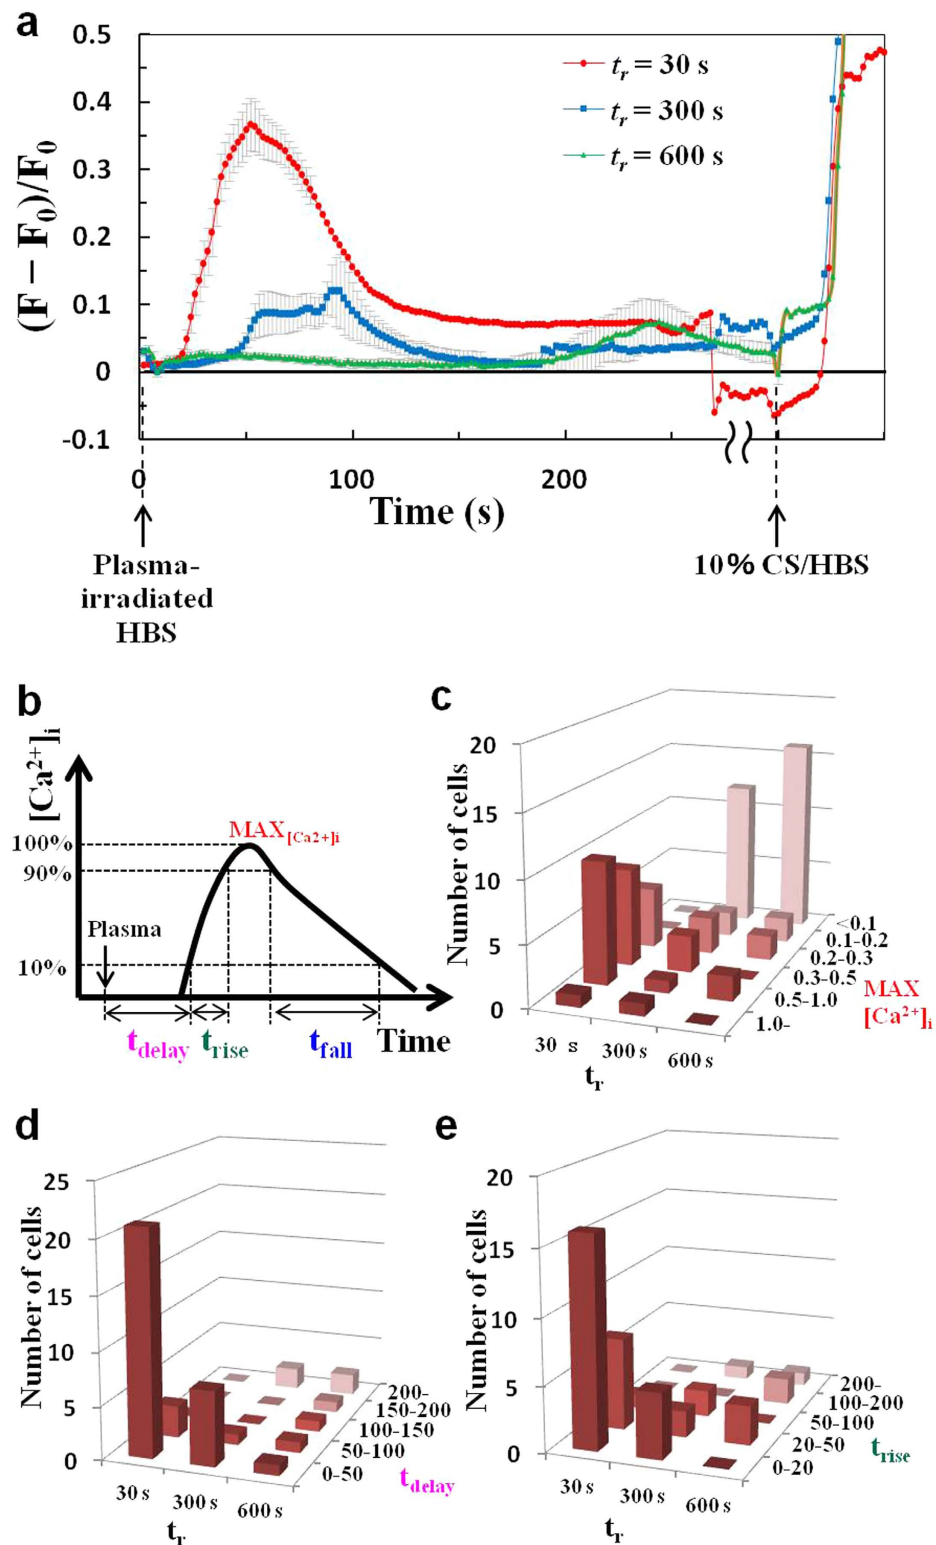 a
0.5
0.4
0.3
0.2
0.1
0
-0.1
(F − F0)/F0
tr = 30 s
tr = 300 s
tr = 600 s
0
100
200
Time (s)
Plasma-
irradiated
HBS
10% CS/HBS
b
[Ca2+]i
100%
90%
10%
MAX[Ca2+]i
Plasma
tdelay
trise
tfall
Time
c
Number of cells
20
15
10
5
0
30 s
300 s
600 s
tr
<0.1
0.1-0.2
0.2-0.3
0.3-0.5
0.5-1.0
1.0-
MAX
[Ca2+]i
d
Number of cells
25
20
15
10
5
0
30 s
300 s
600 s
tr
200-
150-200
100-150
50-100
0-50
tdelay
e
Number of cells
20
15
10
5
0
30 s
300 s
600 s
tr
200-
100-200
50-100
20-50
0-20
trise